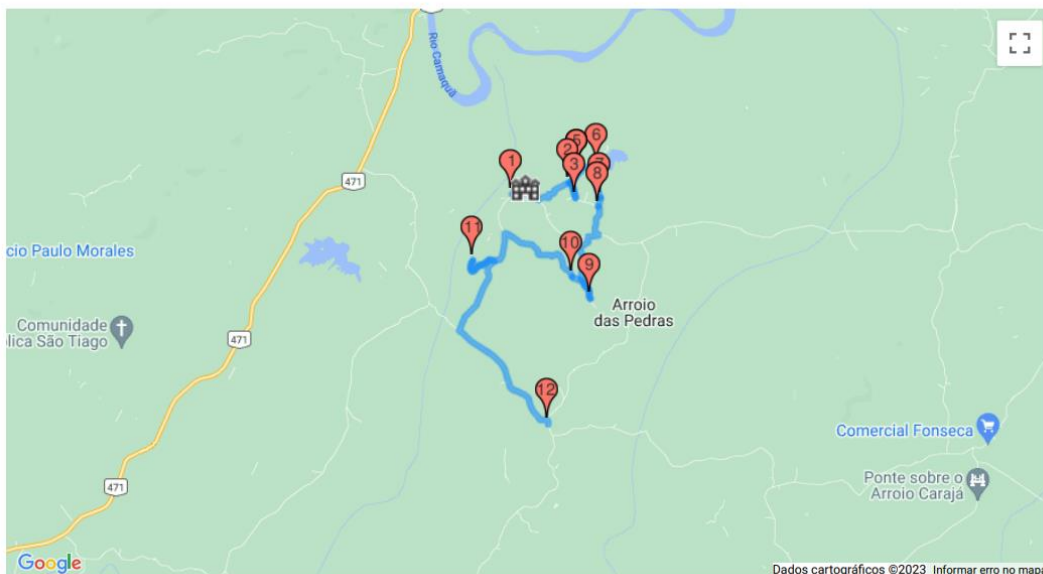 Rio Camaquã
5
6
2
1
3
7
8
471
11
10
9
cio Paulo Morales
Arroio
das Pedras
Comunidade
lica São Tiago
471
12
Comercial Fonseca
Ponte sobre o
Arroio Carajá
471
Google
Dados cartográficos ©2023 Informar erro no mapa